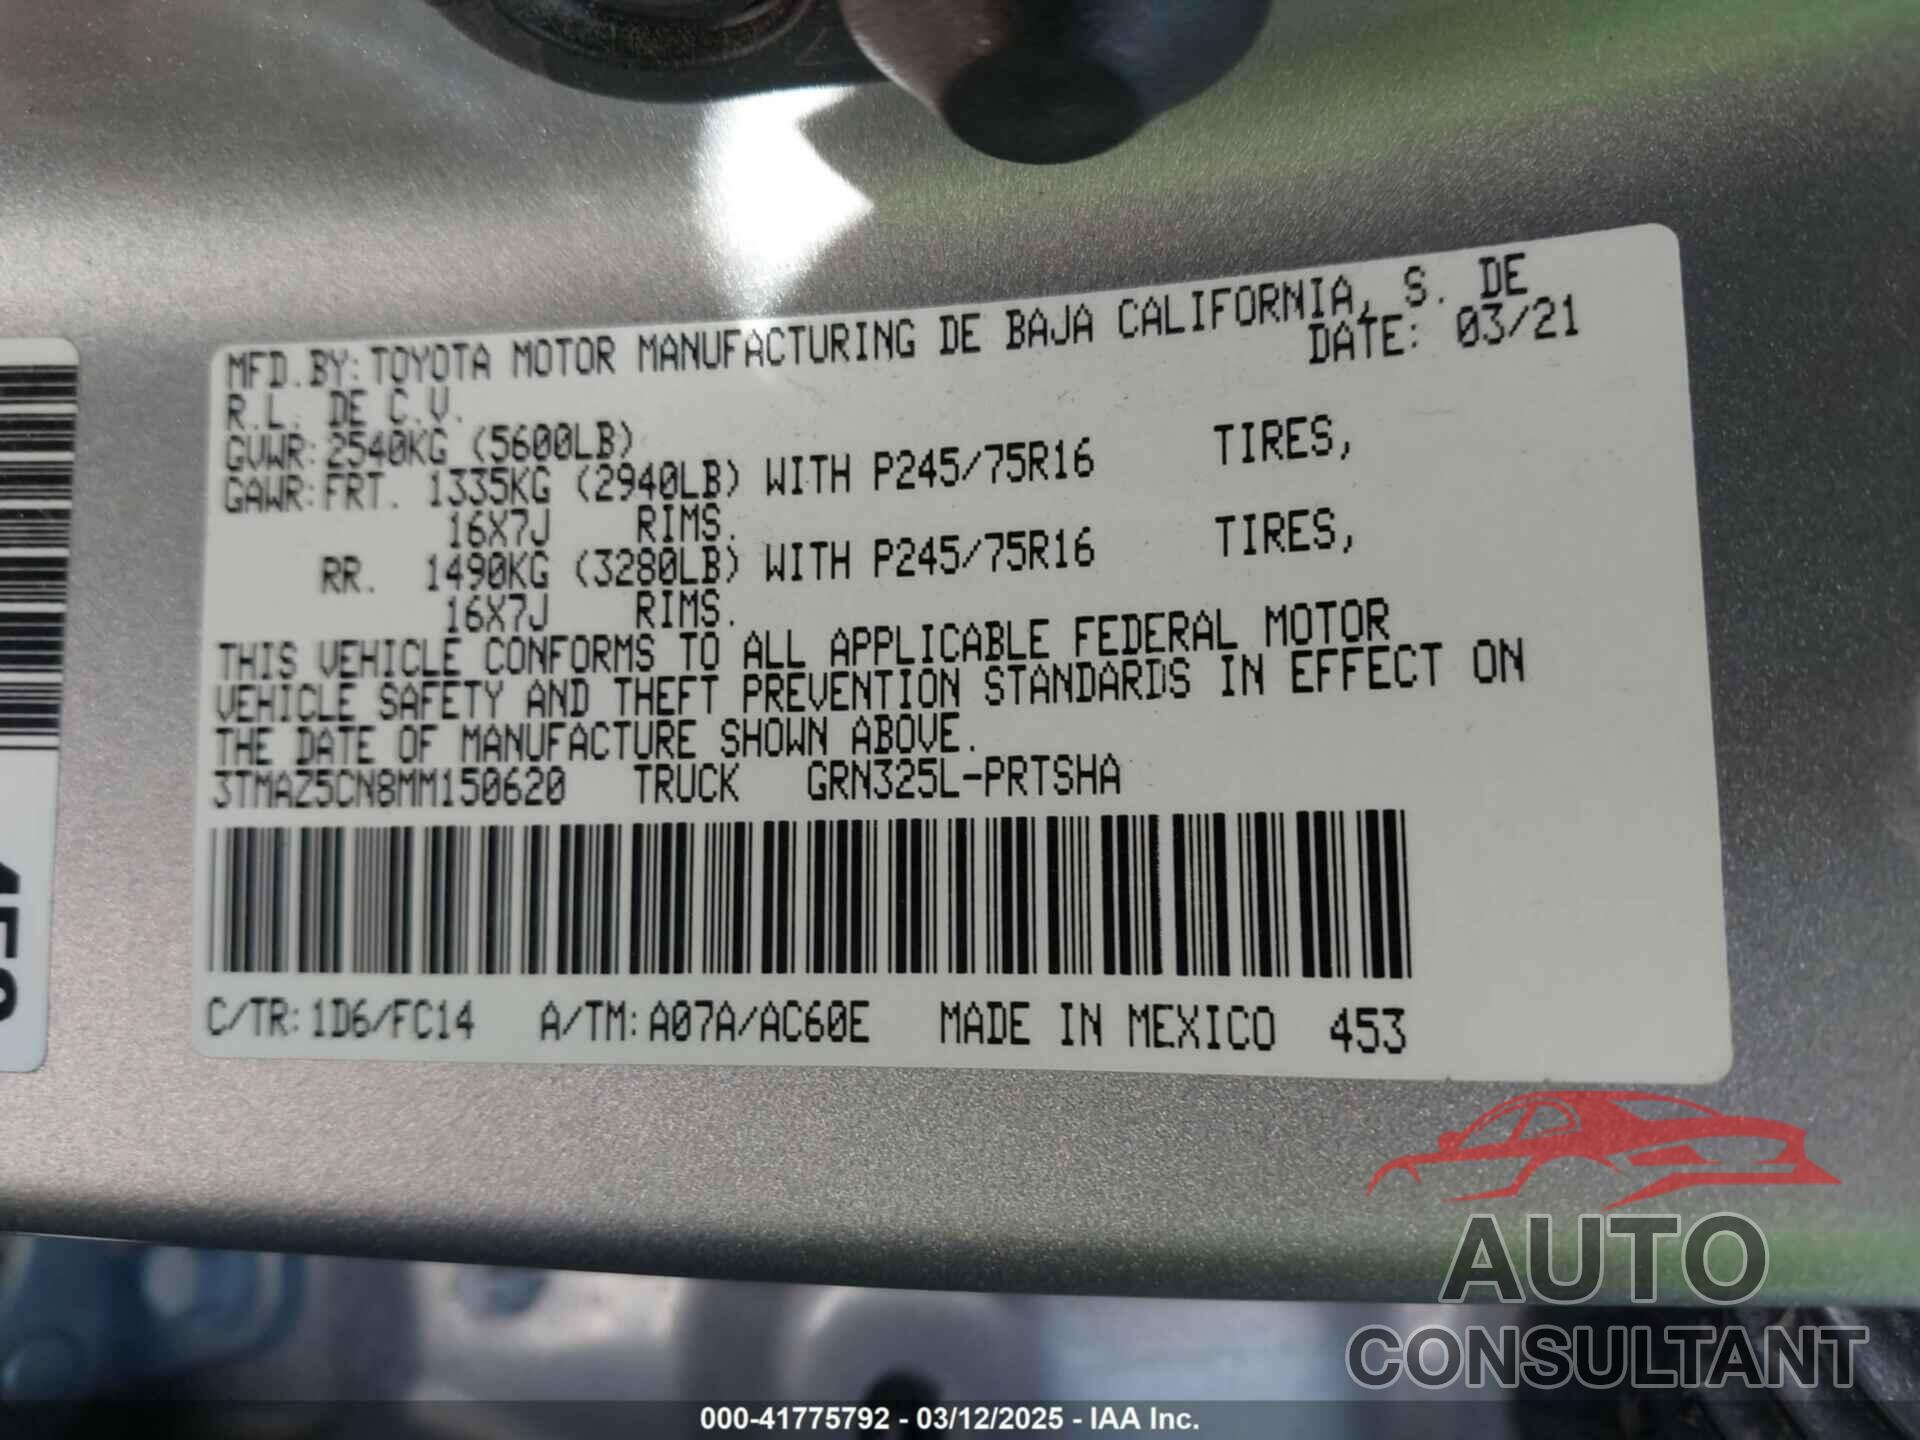 MFD.BY:TOYOTA MOTOR MANUFACTURING DE BAJA CALIFORNIA, S. DE
R.L. DE C.V. DATE: 03/21
GVWR:2540KG (5600LB)
GAWR:FRT. 1335KG (2940LB) WITH P245/75R16 TIRES,
16X7J RIMS.
RR. 1490KG (3280LB) WITH P245/75R16 TIRES,
16X7J RIMS.
THIS VEHICLE CONFORMS TO ALL APPLICABLE FEDERAL MOTOR
VEHICLE SAFETY AND THEFT PREVENTION STANDARDS IN EFFECT ON
THE DATE OF MANUFACTURE SHOWN ABOVE.
3TMAZ5CN8MM150620 TRUCK GRN325L-PRTSHA
C/TR:1D6/FC14 A/TM:A07A/AC60E MADE IN MEXICO 453
AUTO
CONSULTANT
000-41775792 - 03/12/2025 - IAA Inc.